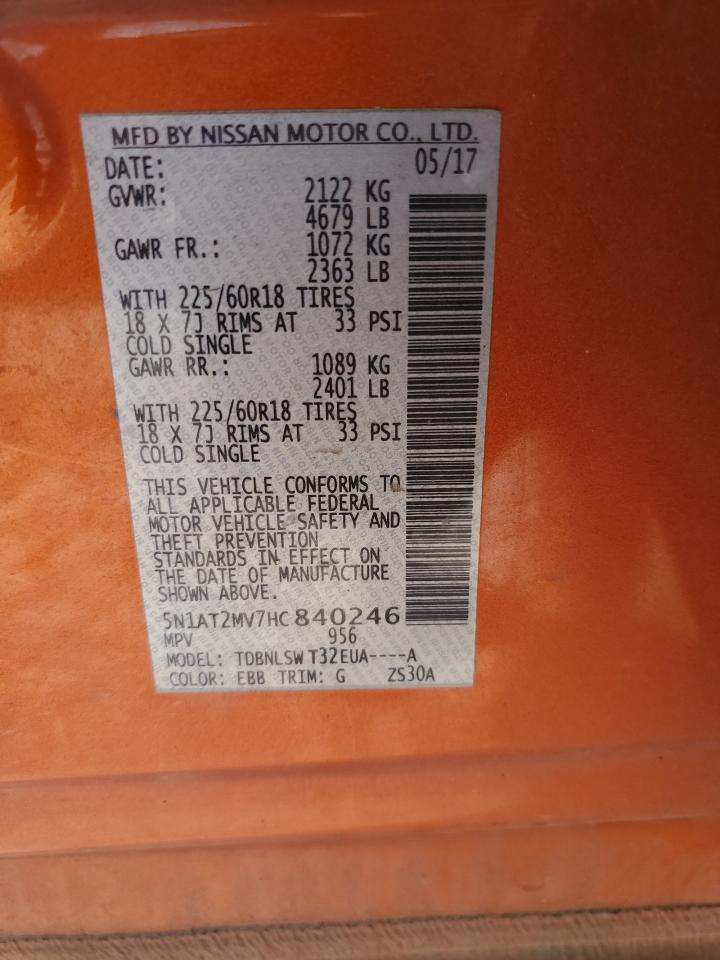 MFD BY NISSAN MOTOR CO., LTD.
DATE: 05/17
GVWR: 2122 KG
4679 LB
GAWR FR.: 1072 KG
2363 LB
WITH 225/60R18 TIRES
18 X 7J RIMS AT 33 PSI
COLD SINGLE
GAWR RR.: 1089 KG
2401 LB
WITH 225/60R18 TIRES
18 X 7J RIMS AT 33 PSI
COLD SINGLE
THIS VEHICLE CONFORMS TO
ALL APPLICABLE FEDERAL
MOTOR VEHICLE SAFETY AND
THEFT PREVENTION
STANDARDS IN EFFECT ON
THE DATE OF MANUFACTURE
SHOWN ABOVE.
5N1AT2MV7HC840246
MPV 956
MODEL: TDBNLSW T32EUA----A
COLOR: EBB TRIM: G ZS30A